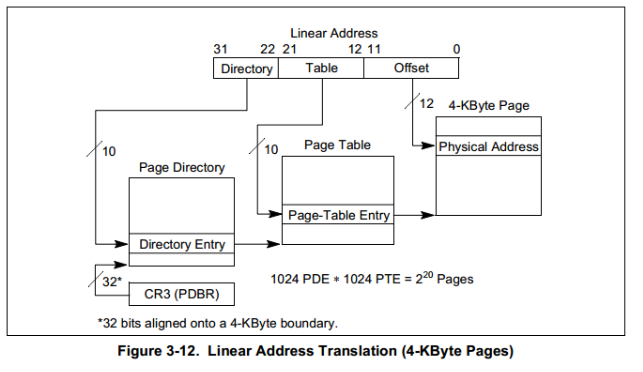 Linear Address
31 22 21 12 11 0
Directory Table Offset
12 4-KByte Page
10 10 Page Table Physical Address
Page Directory
Page-Table Entry
Directory Entry
1024 PDE * 1024 PTE = 2²⁰ Pages
32*
CR3 (PDBR)
*32 bits aligned onto a 4-KByte boundary.
Figure 3-12. Linear Address Translation (4-KByte Pages)